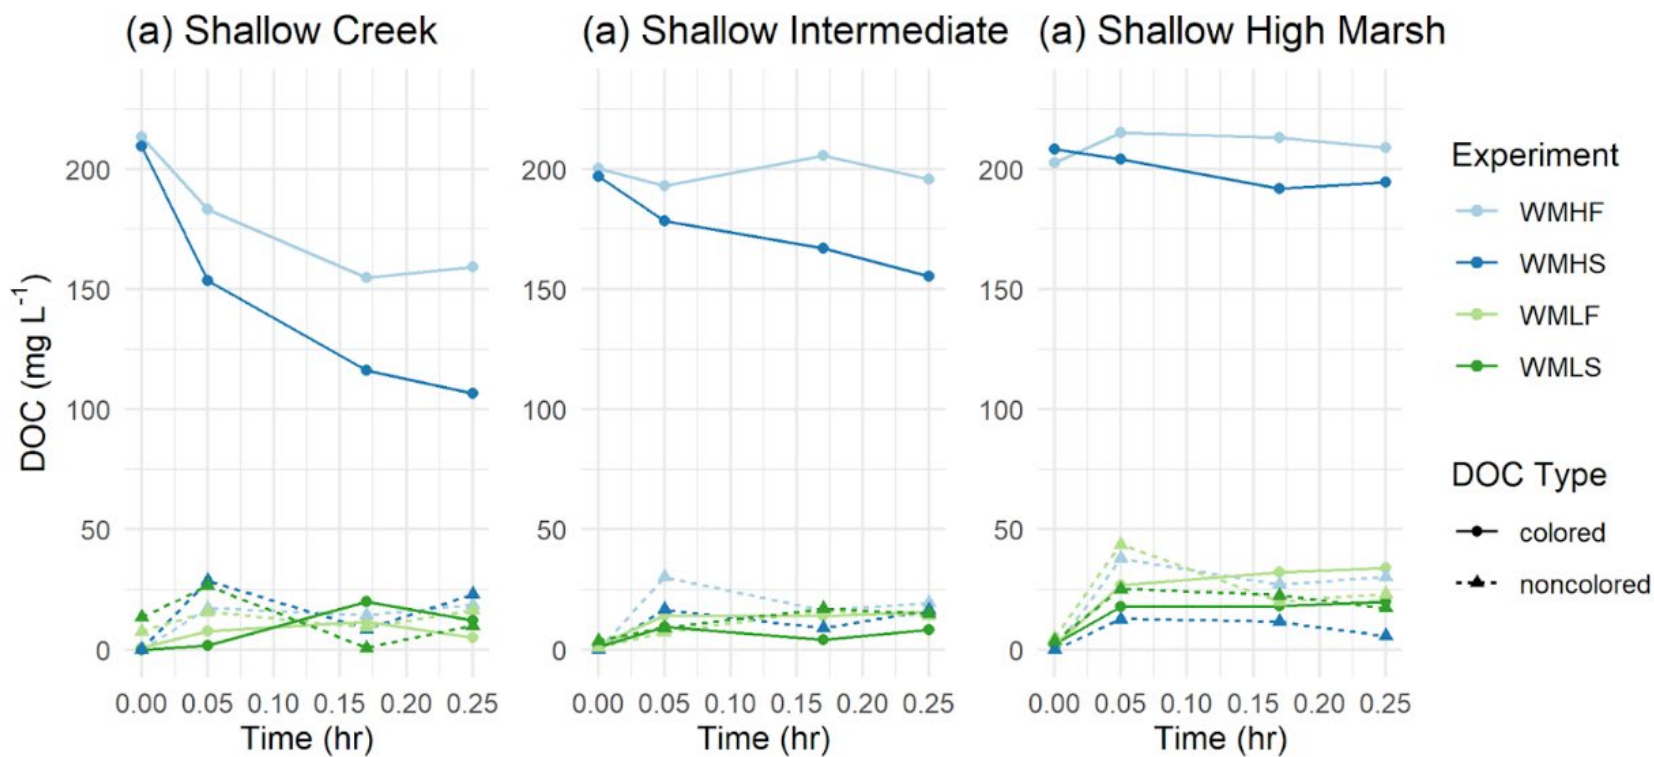 (a) Shallow Creek
(a) Shallow Intermediate
(a) Shallow High Marsh
DOC (mg L⁻¹)
200
150
100
50
0
0.00 0.05 0.10 0.15 0.20 0.25
Time (hr)
200
150
100
50
0
0.00 0.05 0.10 0.15 0.20 0.25
Time (hr)
200
150
100
50
0
0.00 0.05 0.10 0.15 0.20 0.25
Time (hr)
Experiment
WMHF
WMHS
WMLF
WMLS
DOC Type
colored
noncolored